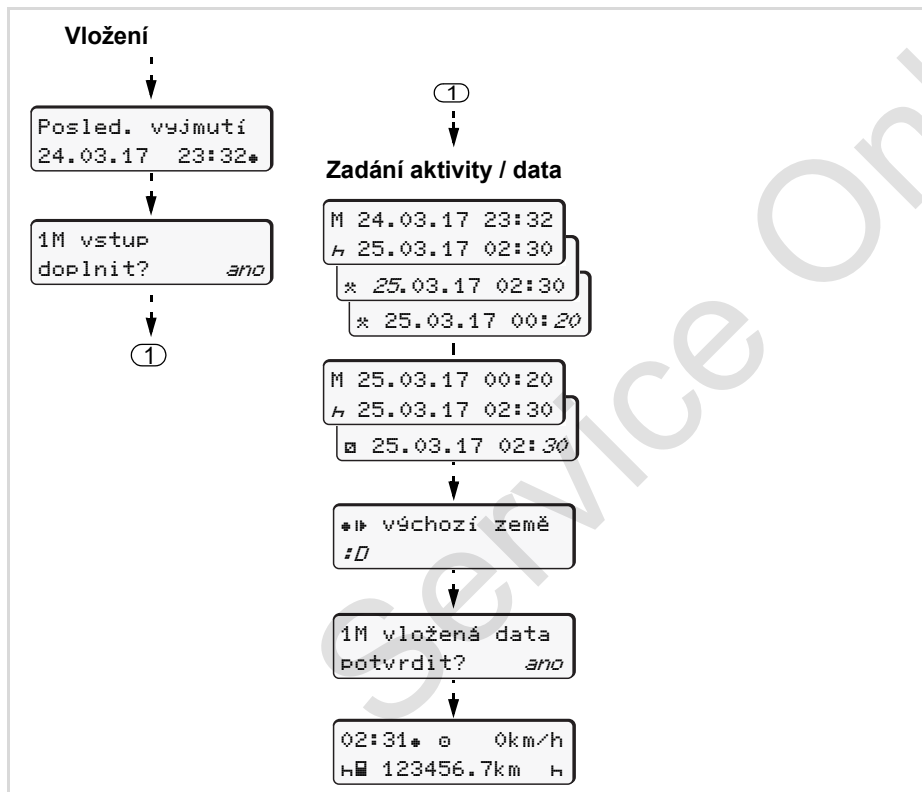 Vložení
Posled. vyjmutí
24.03.17 23:32
1M vstup
doplnit? ano
1
1
Zadání aktivity / data
M 24.03.17 23:32
25.03.17 02:30
25.03.17 02:30
25.03.17 00:20
M 25.03.17 00:20
25.03.17 02:30
25.03.17 02:30
výchozí země
:D
1M vložená data
potvrdit? ano
02:31 0km/h
123456.7km